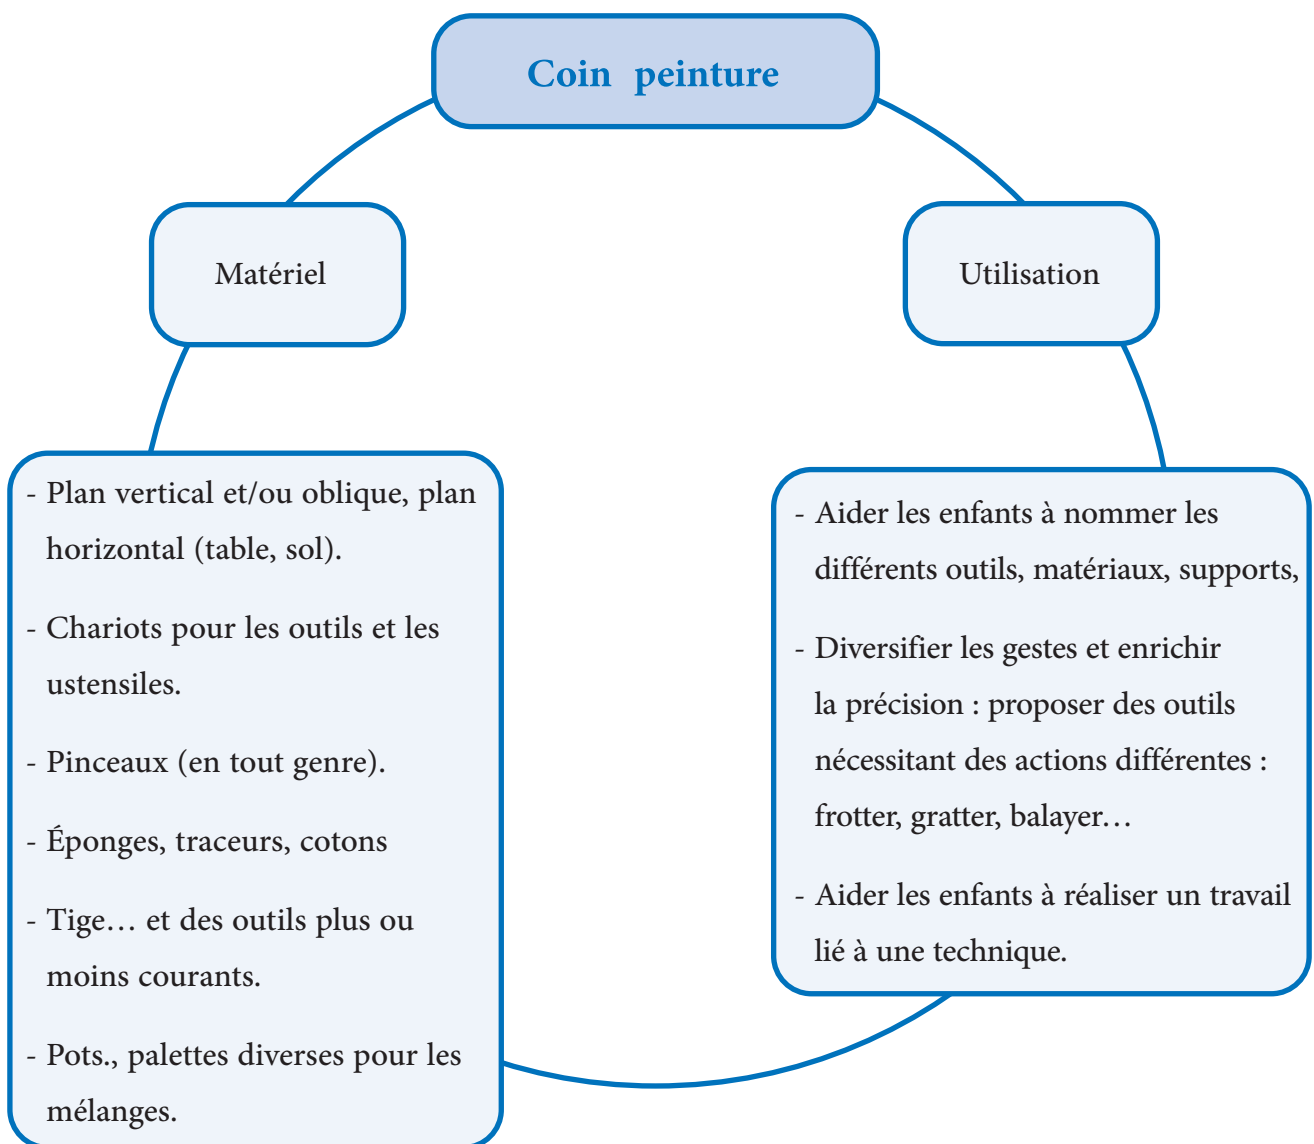 Coin peinture
Matériel
Utilisation
- Plan vertical et/ou oblique, plan
horizontal (table, sol).
- Chariots pour les outils et les
ustensiles.
- Pinceaux (en tout genre).
- Éponges, traceurs, cotons
- Tige… et des outils plus ou
moins courants.
- Pots., palettes diverses pour les
mélanges.
- Aider les enfants à nommer les
différents outils, matériaux, supports,
- Diversifier les gestes et enrichir
la précision : proposer des outils
nécessitant des actions différentes :
frotter, gratter, balayer…
- Aider les enfants à réaliser un travail
lié à une technique.